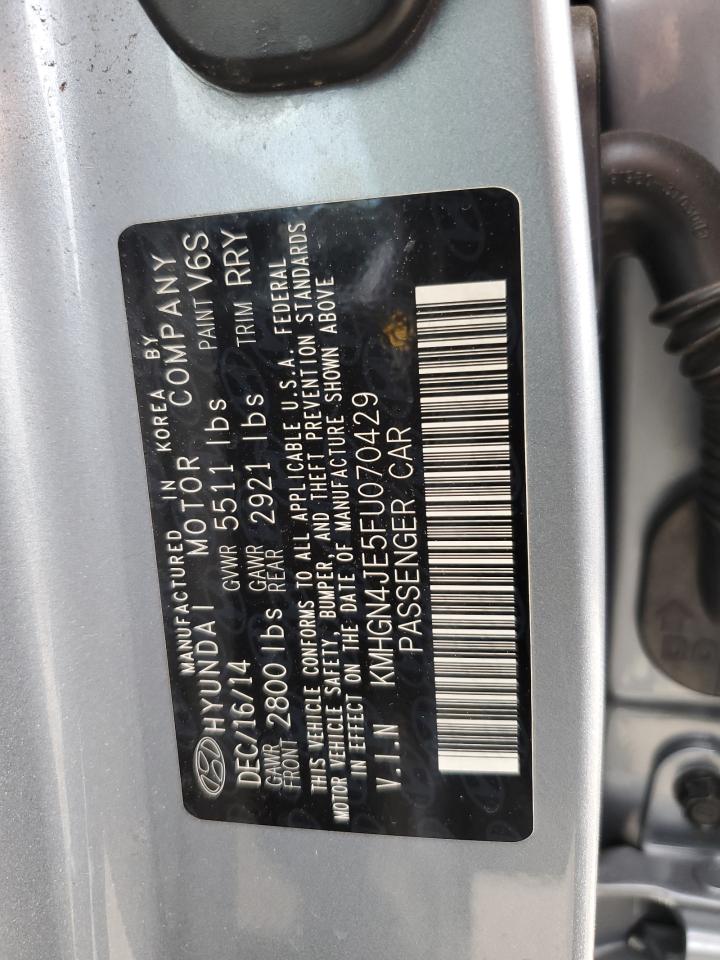 MANUFACTURED IN KOREA BY
HYUNDAI MOTOR COMPANY
DEC/16/14 GVWR 5511 lbs PAINT V6S
GAWR FRONT 2800 lbs GAWR REAR 2921 lbs TRIM RRY
THIS VEHICLE CONFORMS TO ALL APPLICABLE U.S.A. FEDERAL
MOTOR VEHICLE SAFETY, BUMPER, AND THEFT PREVENTION STANDARDS
IN EFFECT ON THE DATE OF MANUFACTURE SHOWN ABOVE
V.I.N KMHGN4JE5FU070429
PASSENGER CAR